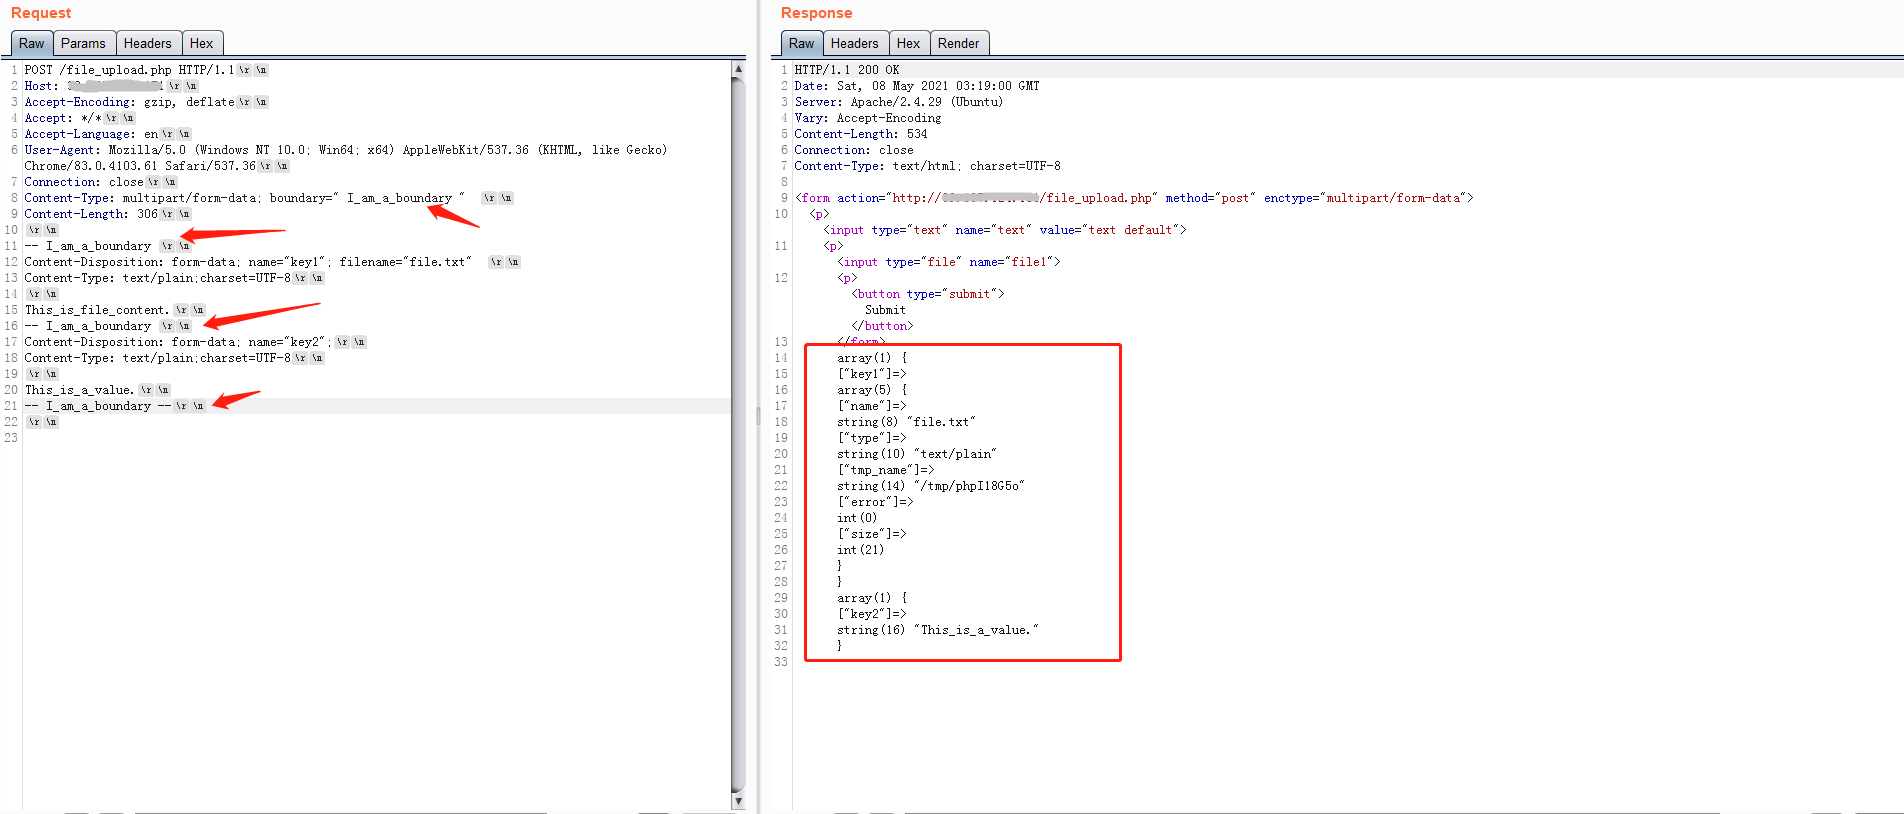 Request
Raw Params Headers Hex
1 POST /file_upload.php HTTP/1.1 \r \n
2 Host: \r \n
3 Accept-Encoding: gzip, deflate \r \n
4 Accept: */* \r \n
5 Accept-Language: en \r \n
6 User-Agent: Mozilla/5.0 (Windows NT 10.0; Win64; x64) AppleWebKit/537.36 (KHTML, like Gecko)
Chrome/83.0.4103.61 Safari/537.36 \r \n
7 Connection: close \r \n
8 Content-Type: multipart/form-data; boundary=" I_am_a_boundary " \r \n
9 Content-Length: 306 \r \n
10 \r \n
11 -- I_am_a_boundary \r \n
12 Content-Disposition: form-data; name="key1"; filename="file.txt" \r \n
13 Content-Type: text/plain;charset=UTF-8 \r \n
14 \r \n
15 This_is_file_content. \r \n
16 -- I_am_a_boundary \r \n
17 Content-Disposition: form-data; name="key2"; \r \n
18 Content-Type: text/plain;charset=UTF-8 \r \n
19 \r \n
20 This_is_a_value. \r \n
21 -- I_am_a_boundary -- \r \n
22 \r \n
23
Response
Raw Headers Hex Render
1 HTTP/1.1 200 OK
2 Date: Sat, 08 May 2021 03:19:00 GMT
3 Server: Apache/2.4.29 (Ubuntu)
4 Vary: Accept-Encoding
5 Content-Length: 534
6 Connection: close
7 Content-Type: text/html; charset=UTF-8
8
9 <form action="http:// /file_upload.php" method="post" enctype="multipart/form-data">
10 <p>
<input type="text" name="text" value="text default">
11 <p>
<input type="file" name="file1">
12 <p>
<button type="submit">
Submit
</button>
13 </form>
14 array(1) {
15 ["key1"]=>
16 array(5) {
17 ["name"]=>
18 string(8) "file.txt"
19 ["type"]=>
20 string(10) "text/plain"
21 ["tmp_name"]=>
22 string(14) "/tmp/phpI18G5o"
23 ["error"]=>
24 int(0)
25 ["size"]=>
26 int(21)
27 }
28 }
29 array(1) {
30 ["key2"]=>
31 string(16) "This_is_a_value."
32 }
33